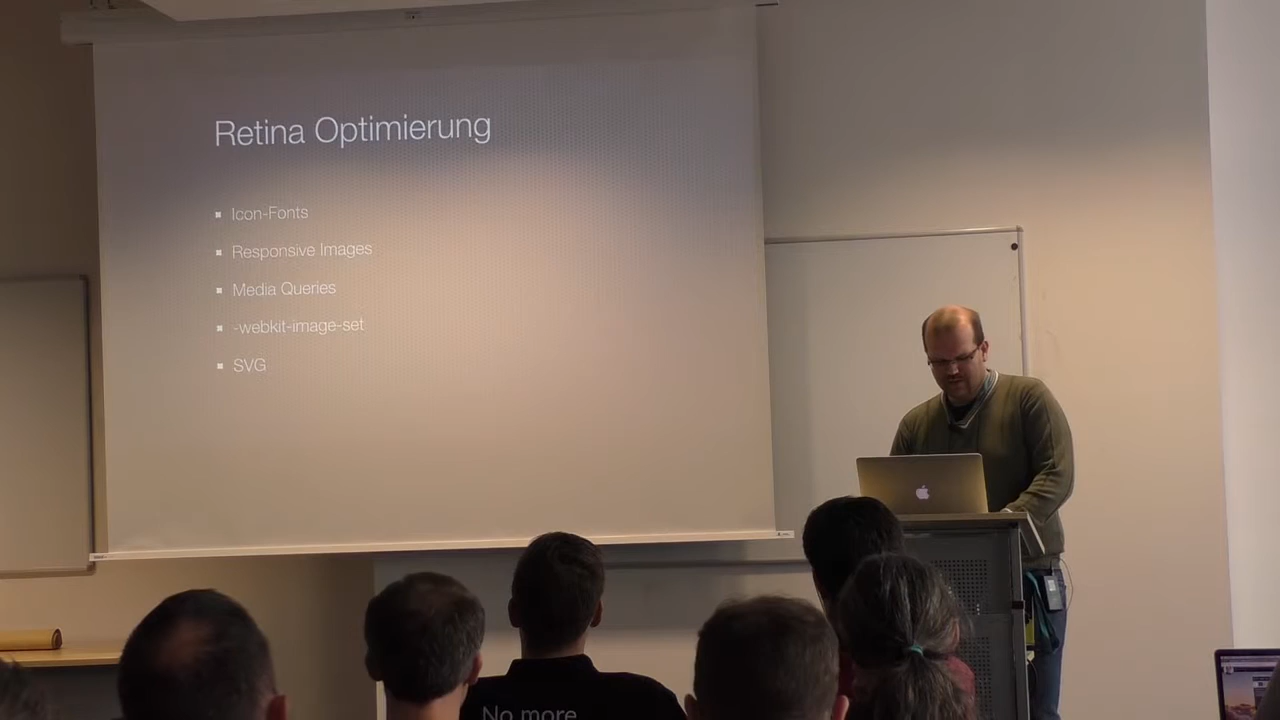 Retina Optimierung
Icon-Fonts
Responsive Images
Media Queries
-webkit-image-set
SVG
No more